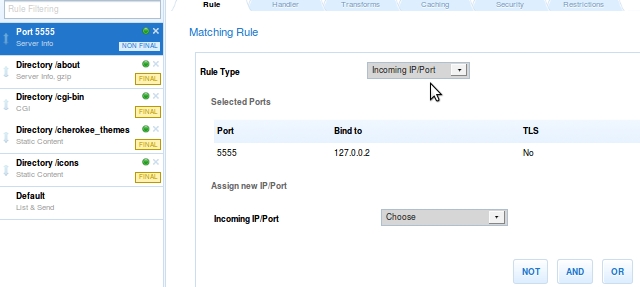 Rule Filtering
Port 5555
Server Info
NON FINAL
Directory /about
Server Info, gzip
FINAL
Directory /cgi-bin
CGI
FINAL
Directory /cherokee_themes
Static Content
FINAL
Directory /icons
Static Content
FINAL
Default
List & Send
Rule Handler Transforms Caching Security Restrictions
Matching Rule
Rule Type Incoming IP/Port
Selected Ports
Port Bind to TLS
5555 127.0.0.2 No
Assign new IP/Port
Incoming IP/Port Choose
NOT AND OR